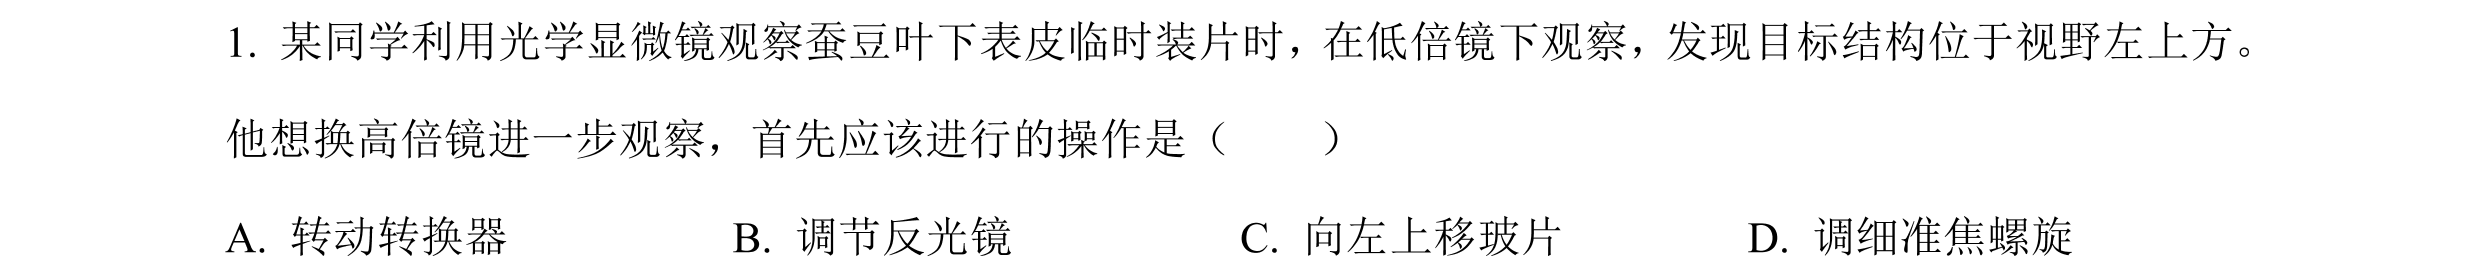 1. 某同学利用光学显微镜观察蚕豆叶下表皮临时装片时，在低倍镜下观察，发现目标结构位于视野左上方。
他想换高倍镜进一步观察，首先应该进行的操作是（　　）
A. 转动转换器　　B. 调节反光镜　　C. 向左上移玻片　　D. 调细准焦螺旋